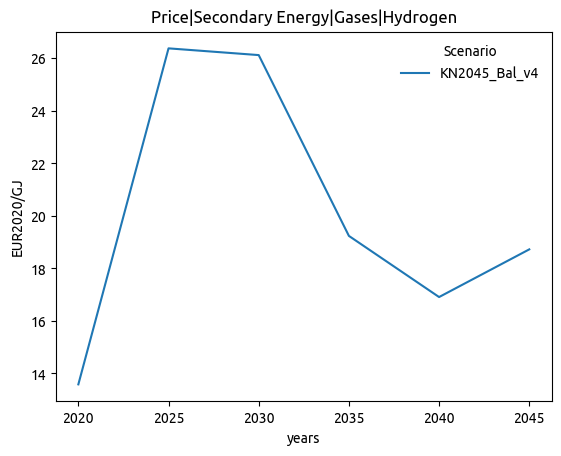 Price|Secondary Energy|Gases|Hydrogen
Scenario
KN2045_Bal_v4
EUR2020/GJ
26
24
22
20
18
16
14
2020 2025 2030 2035 2040 2045
years